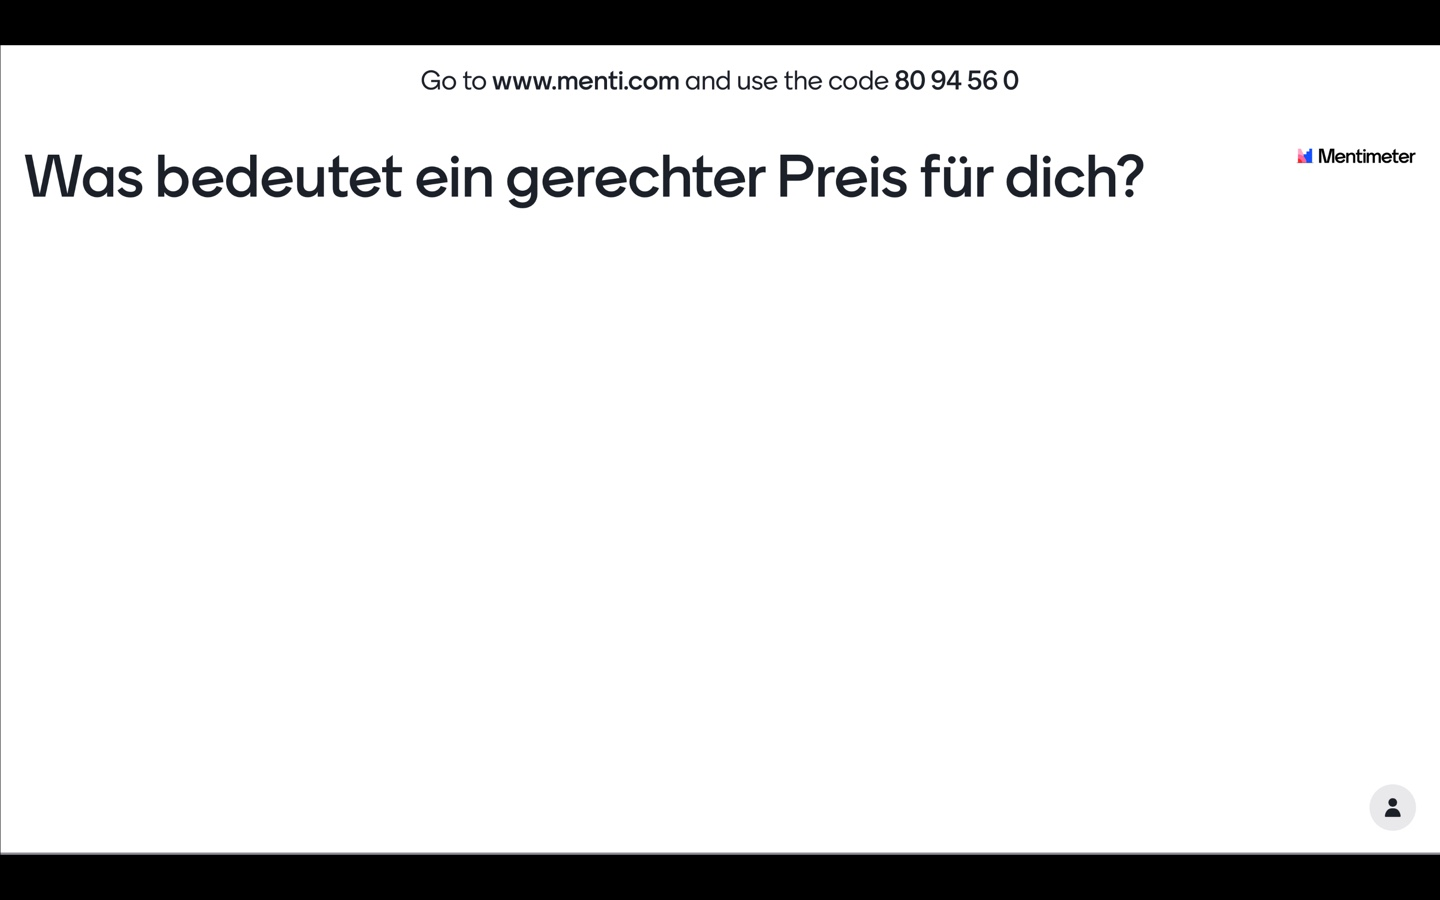 Go to www.menti.com and use the code 80 94 56 0
Was bedeutet ein gerechter Preis für dich?
Mentimeter